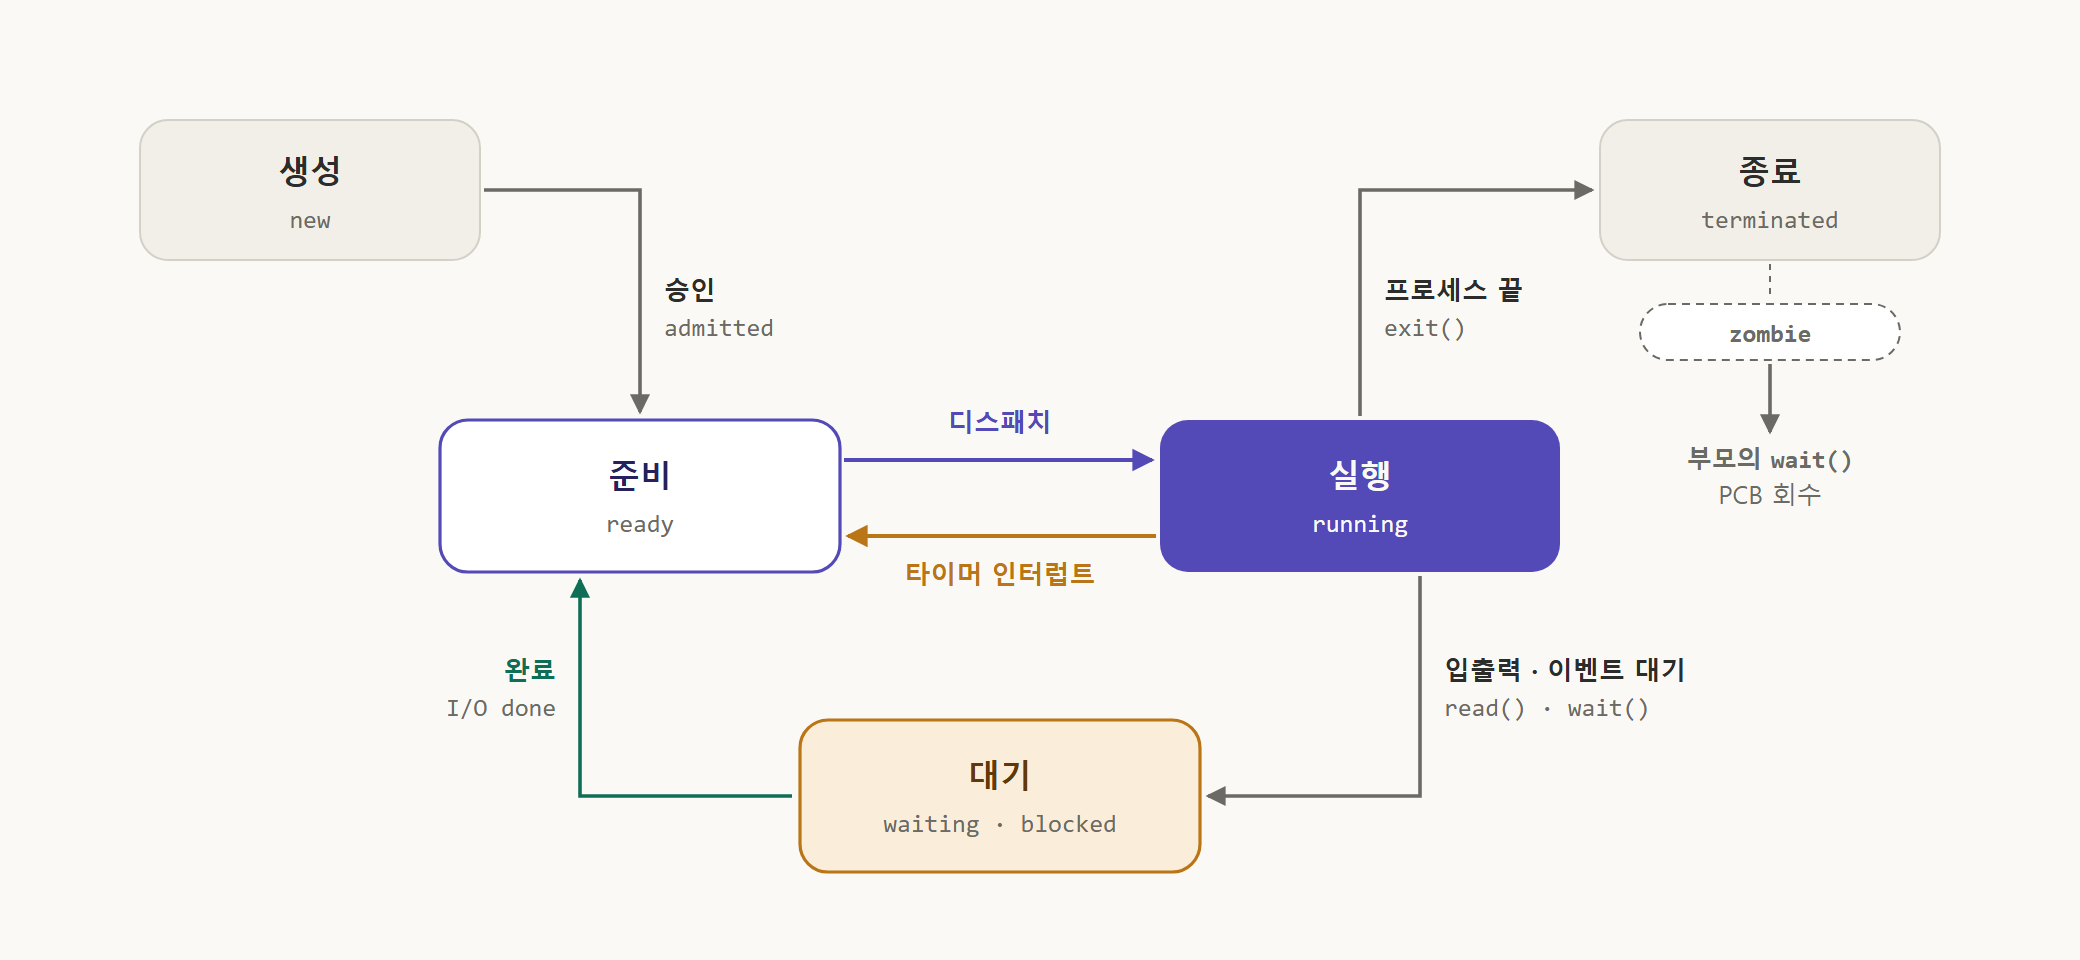 생성
new
종료
terminated
승인
admitted
프로세스 끝
exit()
zombie
디스패치
부모의 wait()
PCB 회수
준비
ready
실행
running
타이머 인터럽트
완료
I/O done
입출력 · 이벤트 대기
read() · wait()
대기
waiting · blocked